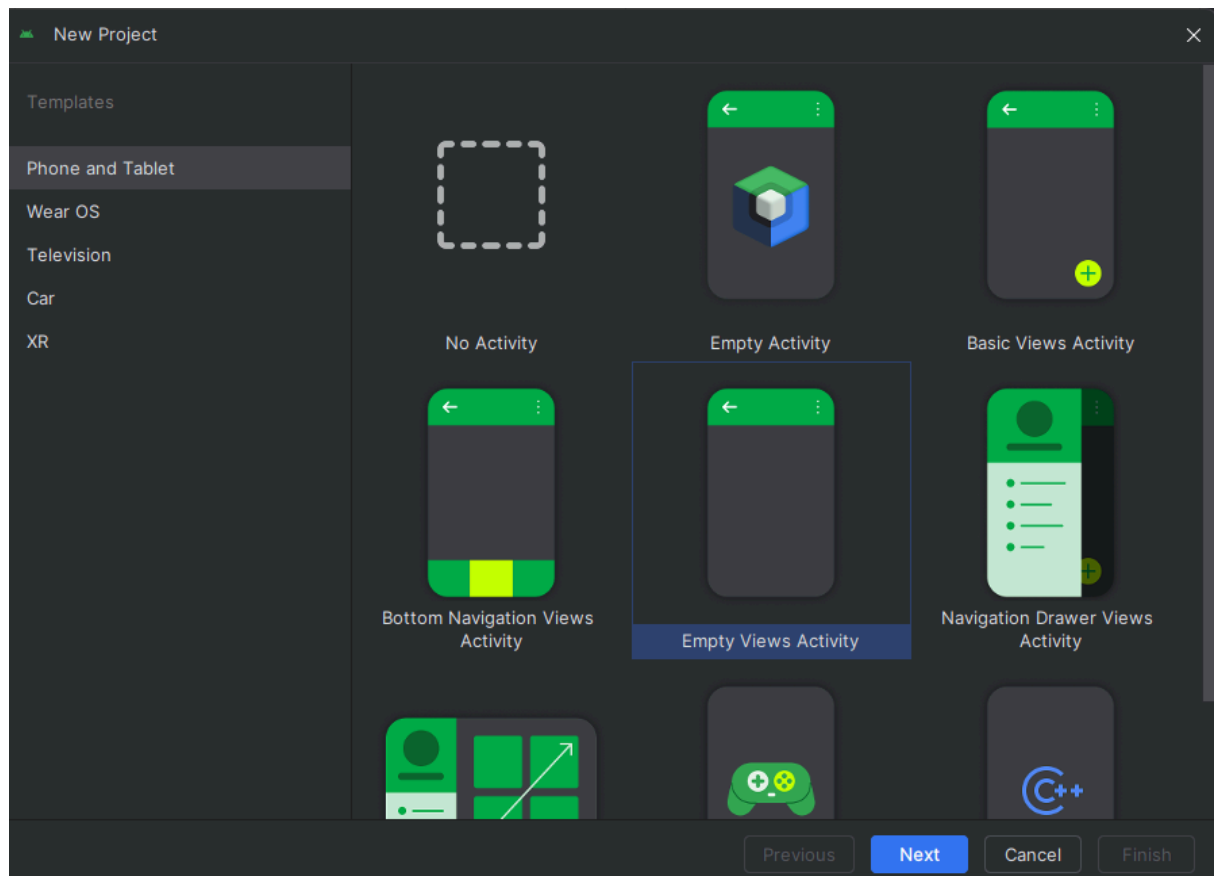 New Project
Templates
Phone and Tablet
Wear OS
Television
Car
XR
No Activity
Empty Activity
Basic Views Activity
Bottom Navigation Views
Activity
Empty Views Activity
Navigation Drawer Views
Activity
C++
Previous
Next
Cancel
Finish